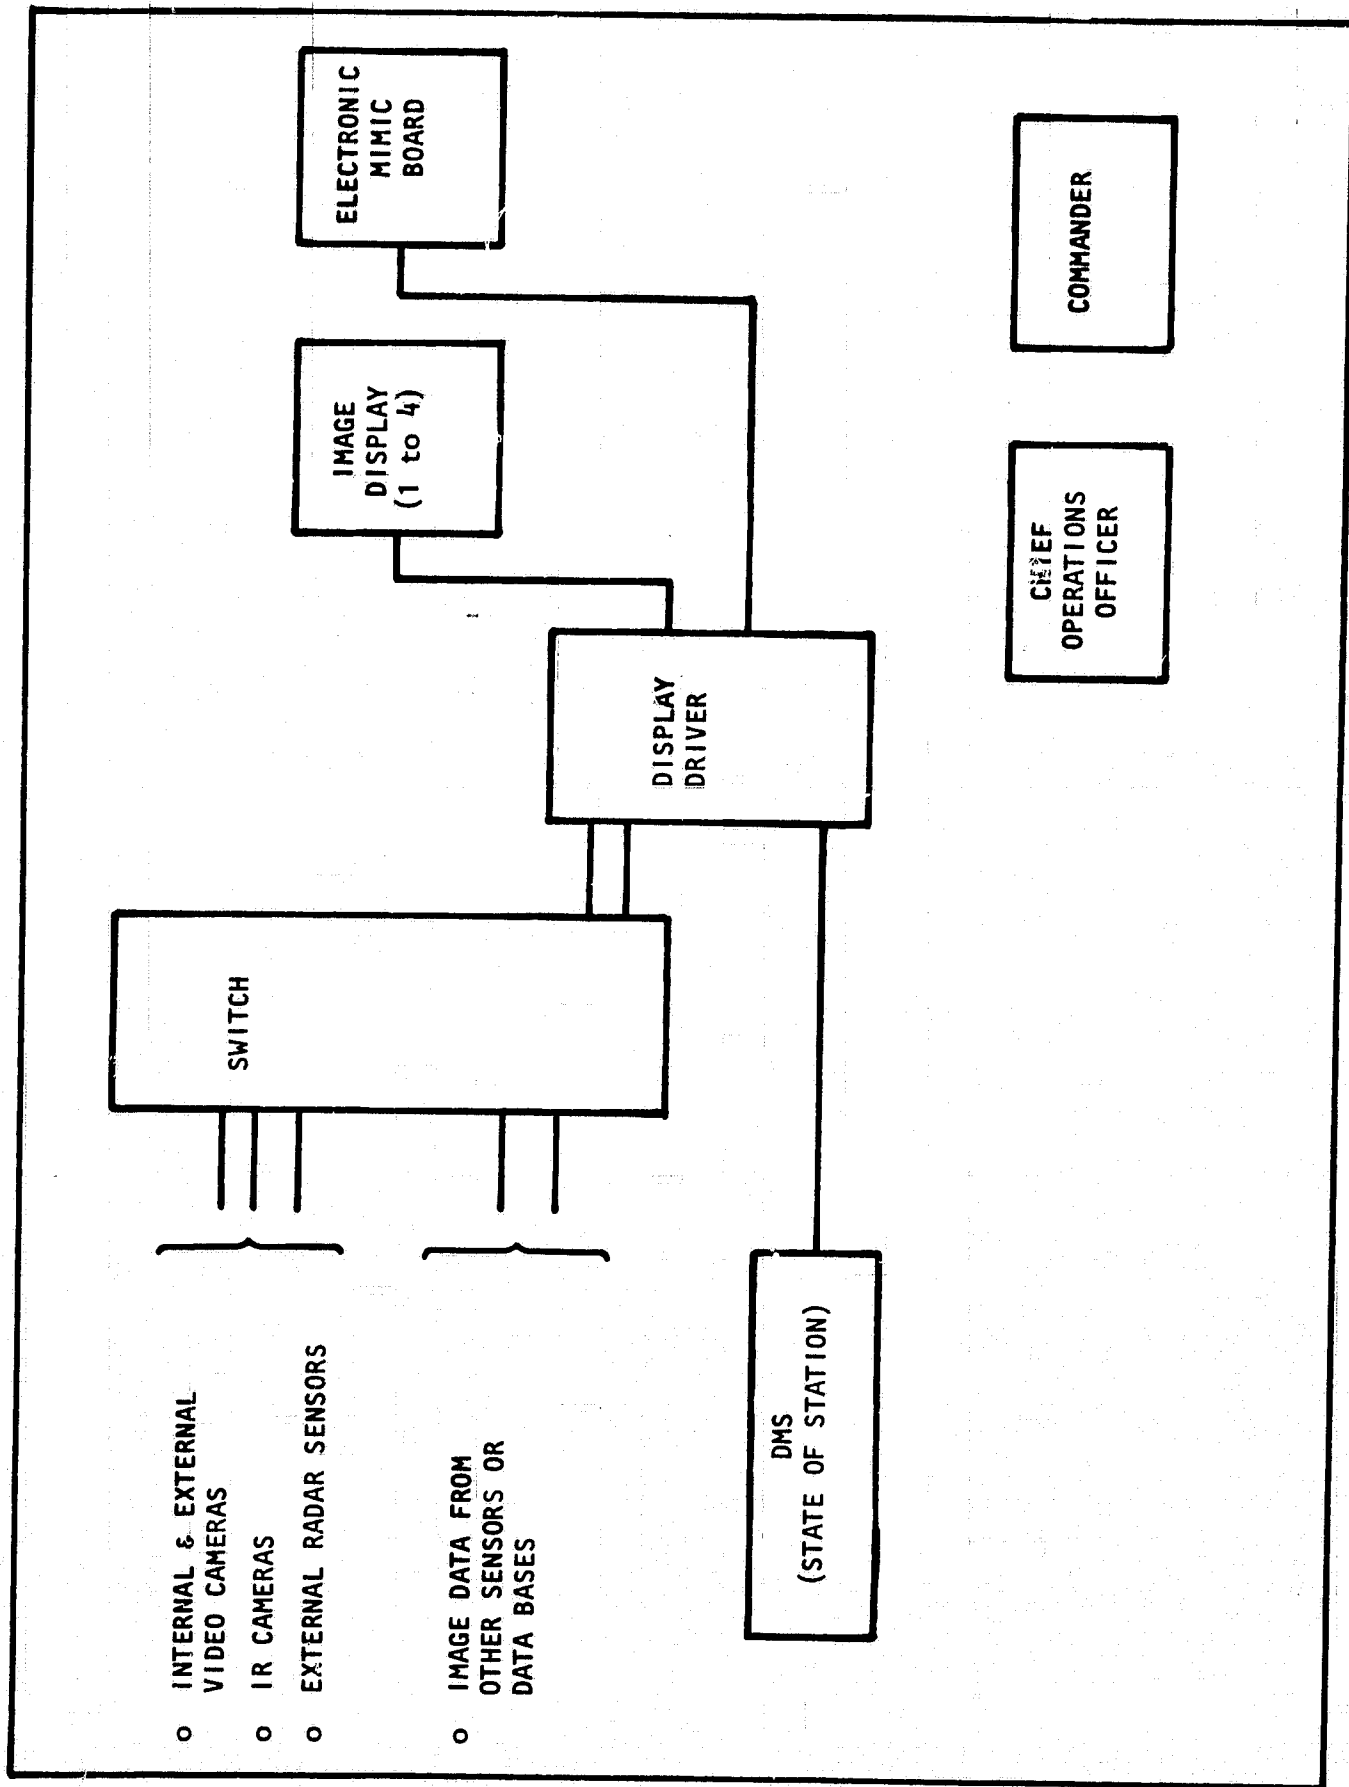 o INTERNAL & EXTERNAL
VIDEO CAMERAS
o IR CAMERAS
o EXTERNAL RADAR SENSORS
o IMAGE DATA FROM
OTHER SENSORS OR
DATA BASES
SWITCH
DMS
(STATE OF STATION)
DISPLAY
DRIVER
IMAGE
DISPLAY
(1 to 4)
ELECTRONIC
MIMIC
BOARD
CHIEF
OPERATIONS
OFFICER
COMMANDER